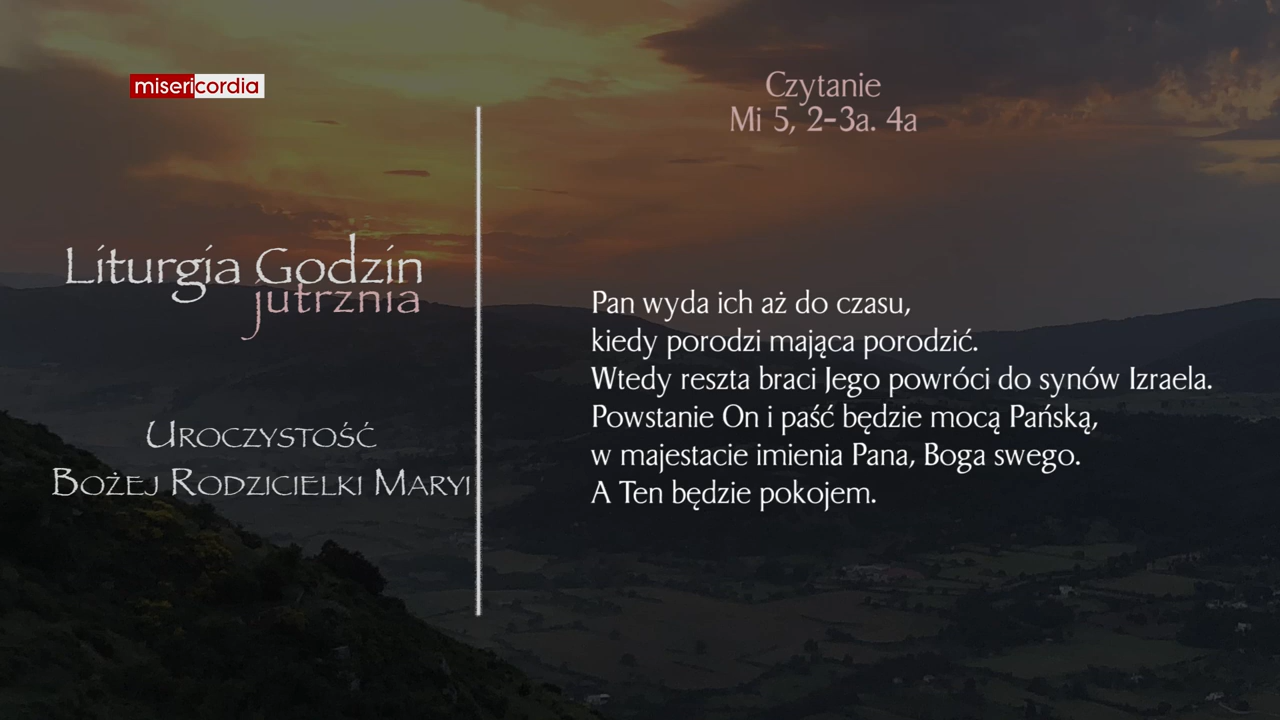 misericordia
Liturgia Godzin
jutrznia
Uroczystość
Bożej Rodzicielki Maryi
Czytanie
Mi 5, 2-3a. 4a
Pan wyda ich aż do czasu,
kiedy porodzi mająca porodzić.
Wtedy reszta braci Jego powróci do synów Izraela.
Powstanie On i paść będzie mocą Pańską,
w majestacie imienia Pana, Boga swego.
A Ten będzie pokojem.